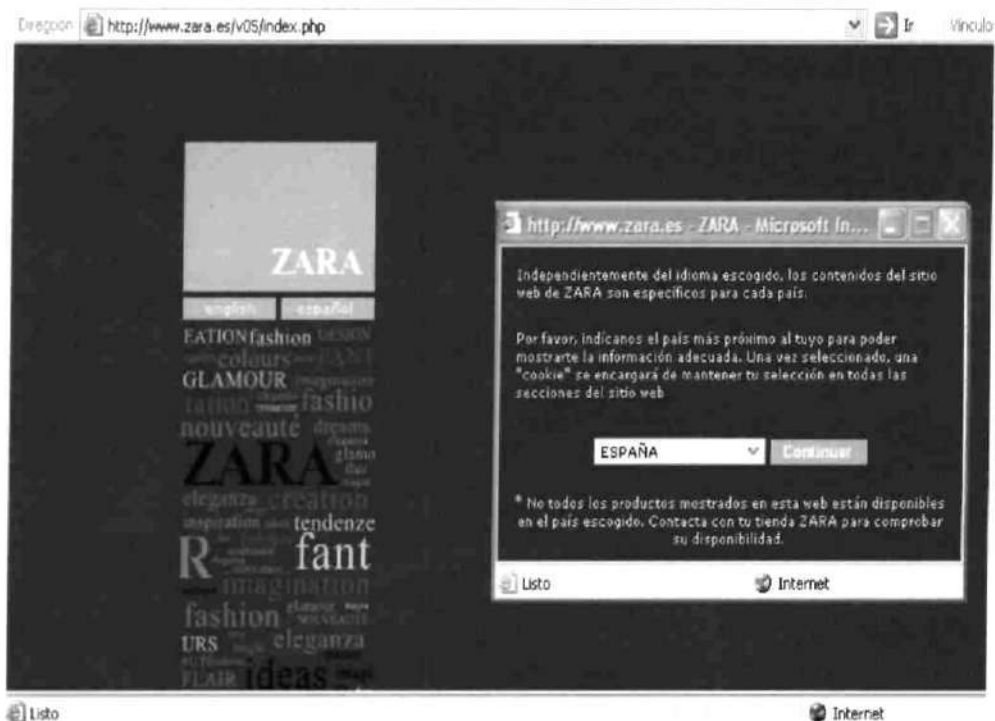 Dirección http://www.zara.es/v05/index.php Ir Vínculo
ZARA
english español
EATION fashion DESIGN
colours
GLAMOUR imagination
fashio
nouveauté dreams
ZARA
glamo
eleganza creation
inspiration tendenze
R fant
imagination
fashion glamour
URS eleganza
FLAIR ideas
http://www.zara.es - ZARA - Microsoft In...
Independientemente del idioma escogido, los contenidos del sitio
web de ZARA son específicos para cada país.
Por favor, indícanos el país más próximo al tuyo para poder
mostrarte la información adecuada. Una vez seleccionado, una
"cookie" se encargará de mantener tu selección en todas las
secciones del sitio web
ESPAÑA Continuar
* No todos los productos mostrados en esta web están disponibles
en el país escogido. Contacta con tu tienda ZARA para comprobar
su disponibilidad.
Listo Internet
Listo Internet